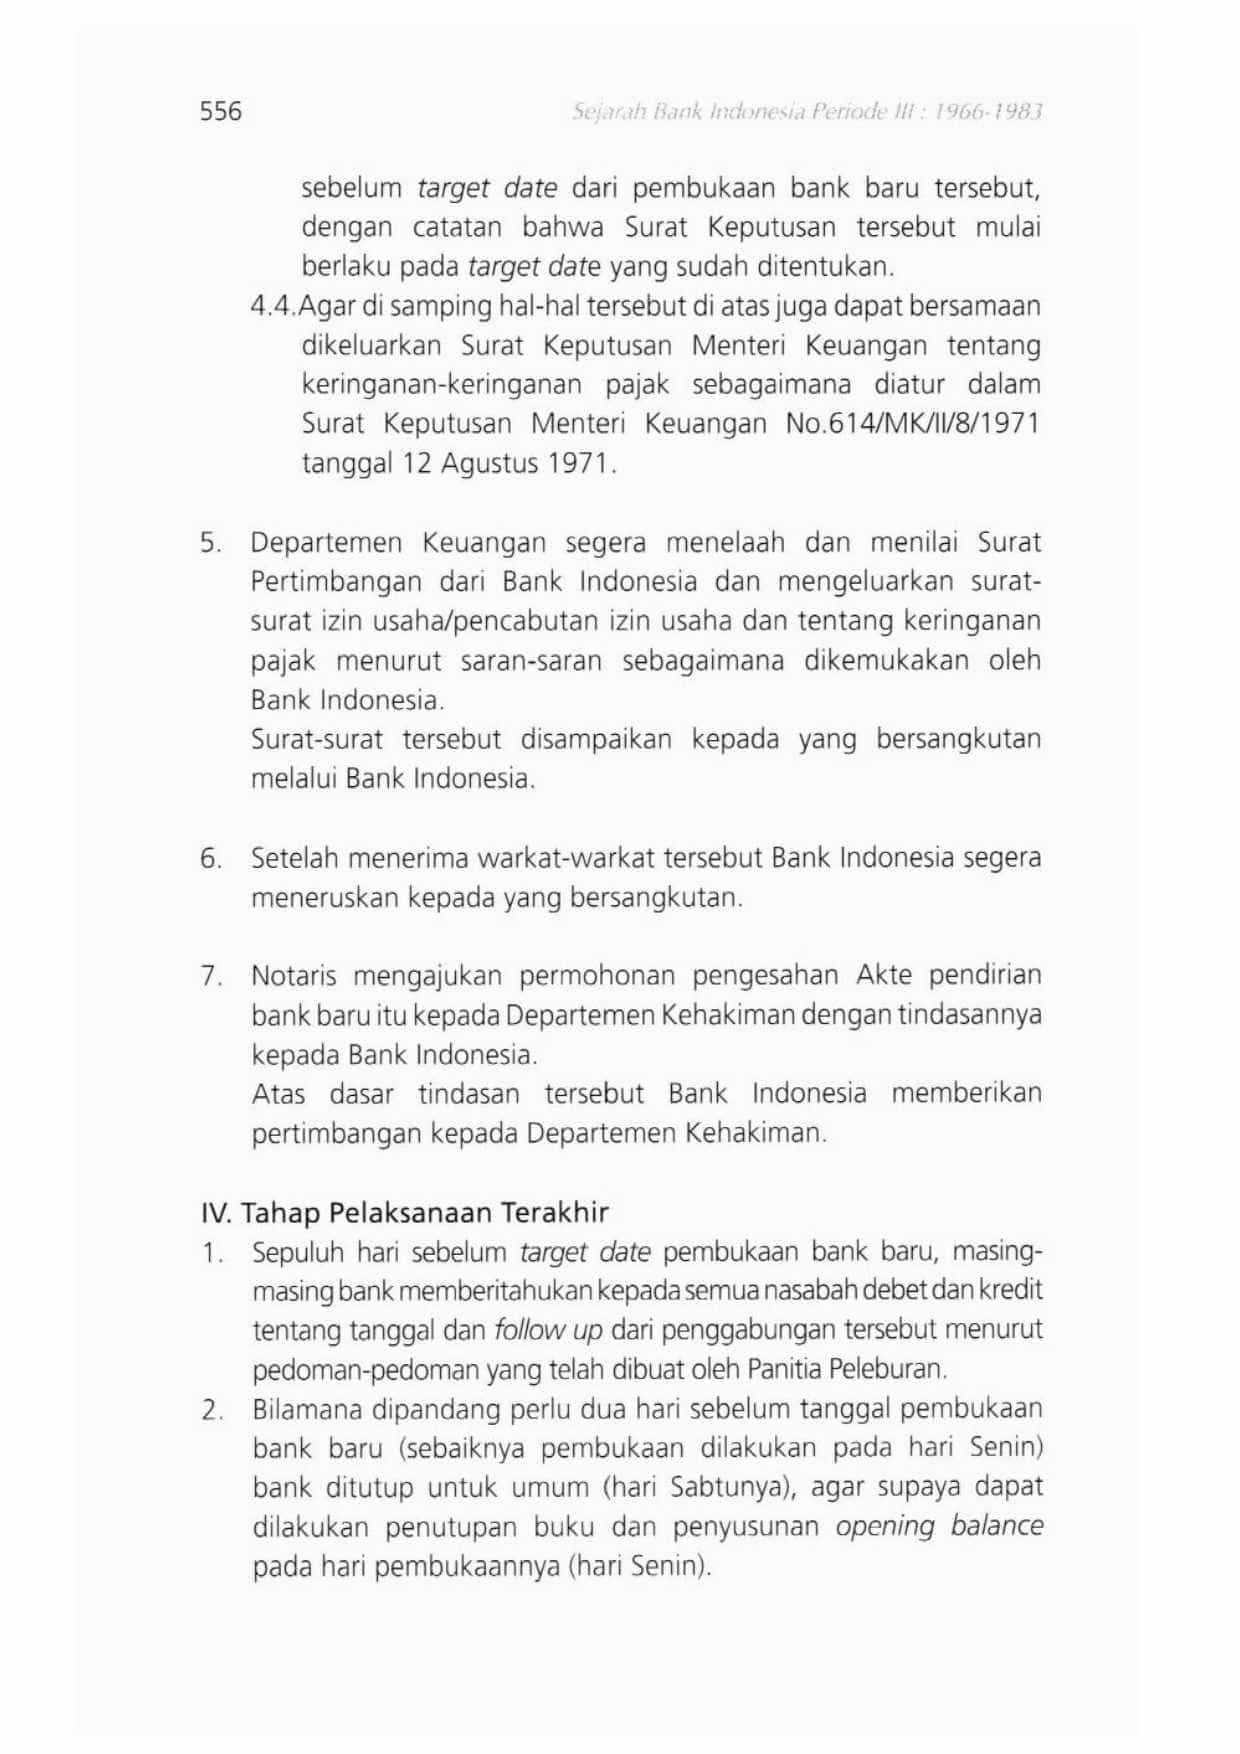 556
Sejarah Bank Indonesia Periode III : 1966-1983
sebelum target date dari pembukaan bank baru tersebut,
dengan catatan bahwa Surat Keputusan tersebut mulai
berlaku pada target date yang sudah ditentukan.
4.4.Agar di samping hal-hal tersebut di atas juga dapat bersamaan
dikeluarkan Surat Keputusan Menteri Keuangan tentang
keringanan-keringanan pajak sebagaimana diatur dalam
Surat Keputusan Menteri Keuangan No.614/MK/II/8/1971
tanggal 12 Agustus 1971.
5. Departemen Keuangan segera menelaah dan menilai Surat
Pertimbangan dari Bank Indonesia dan mengeluarkan surat-
surat izin usaha/pencabutan izin usaha dan tentang keringanan
pajak menurut saran-saran sebagaimana dikemukakan oleh
Bank Indonesia.
Surat-surat tersebut disampaikan kepada yang bersangkutan
melalui Bank Indonesia.
6. Setelah menerima warkat-warkat tersebut Bank Indonesia segera
meneruskan kepada yang bersangkutan.
7. Notaris mengajukan permohonan pengesahan Akte pendirian
bank baru itu kepada Departemen Kehakiman dengan tindasannya
kepada Bank Indonesia.
Atas dasar tindasan tersebut Bank Indonesia memberikan
pertimbangan kepada Departemen Kehakiman.
IV. Tahap Pelaksanaan Terakhir
1. Sepuluh hari sebelum target date pembukaan bank baru, masing-
masing bank memberitahukan kepada semua nasabah debet dan kredit
tentang tanggal dan follow up dari penggabungan tersebut menurut
pedoman-pedoman yang telah dibuat oleh Panitia Peleburan.
2. Bilamana dipandang perlu dua hari sebelum tanggal pembukaan
bank baru (sebaiknya pembukaan dilakukan pada hari Senin)
bank ditutup untuk umum (hari Sabtunya), agar supaya dapat
dilakukan penutupan buku dan penyusunan opening balance
pada hari pembukaannya (hari Senin).